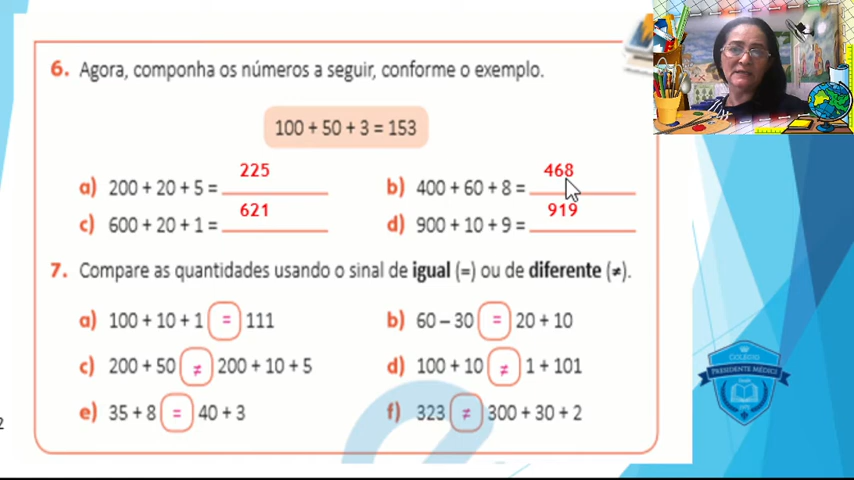 6. Agora, componha os números a seguir, conforme o exemplo.
100 + 50 + 3 = 153
a) 200 + 20 + 5 = 225
b) 400 + 60 + 8 = 468
c) 600 + 20 + 1 = 621
d) 900 + 10 + 9 = 919
7. Compare as quantidades usando o sinal de igual (=) ou de diferente (≠).
a) 100 + 10 + 1 = 111
b) 60 – 30 = 20 + 10
c) 200 + 50 ≠ 200 + 10 + 5
d) 100 + 10 ≠ 1 + 101
e) 35 + 8 = 40 + 3
f) 323 ≠ 300 + 30 + 2
2
COLÉGIO
PRESIDENTE MÉDICI